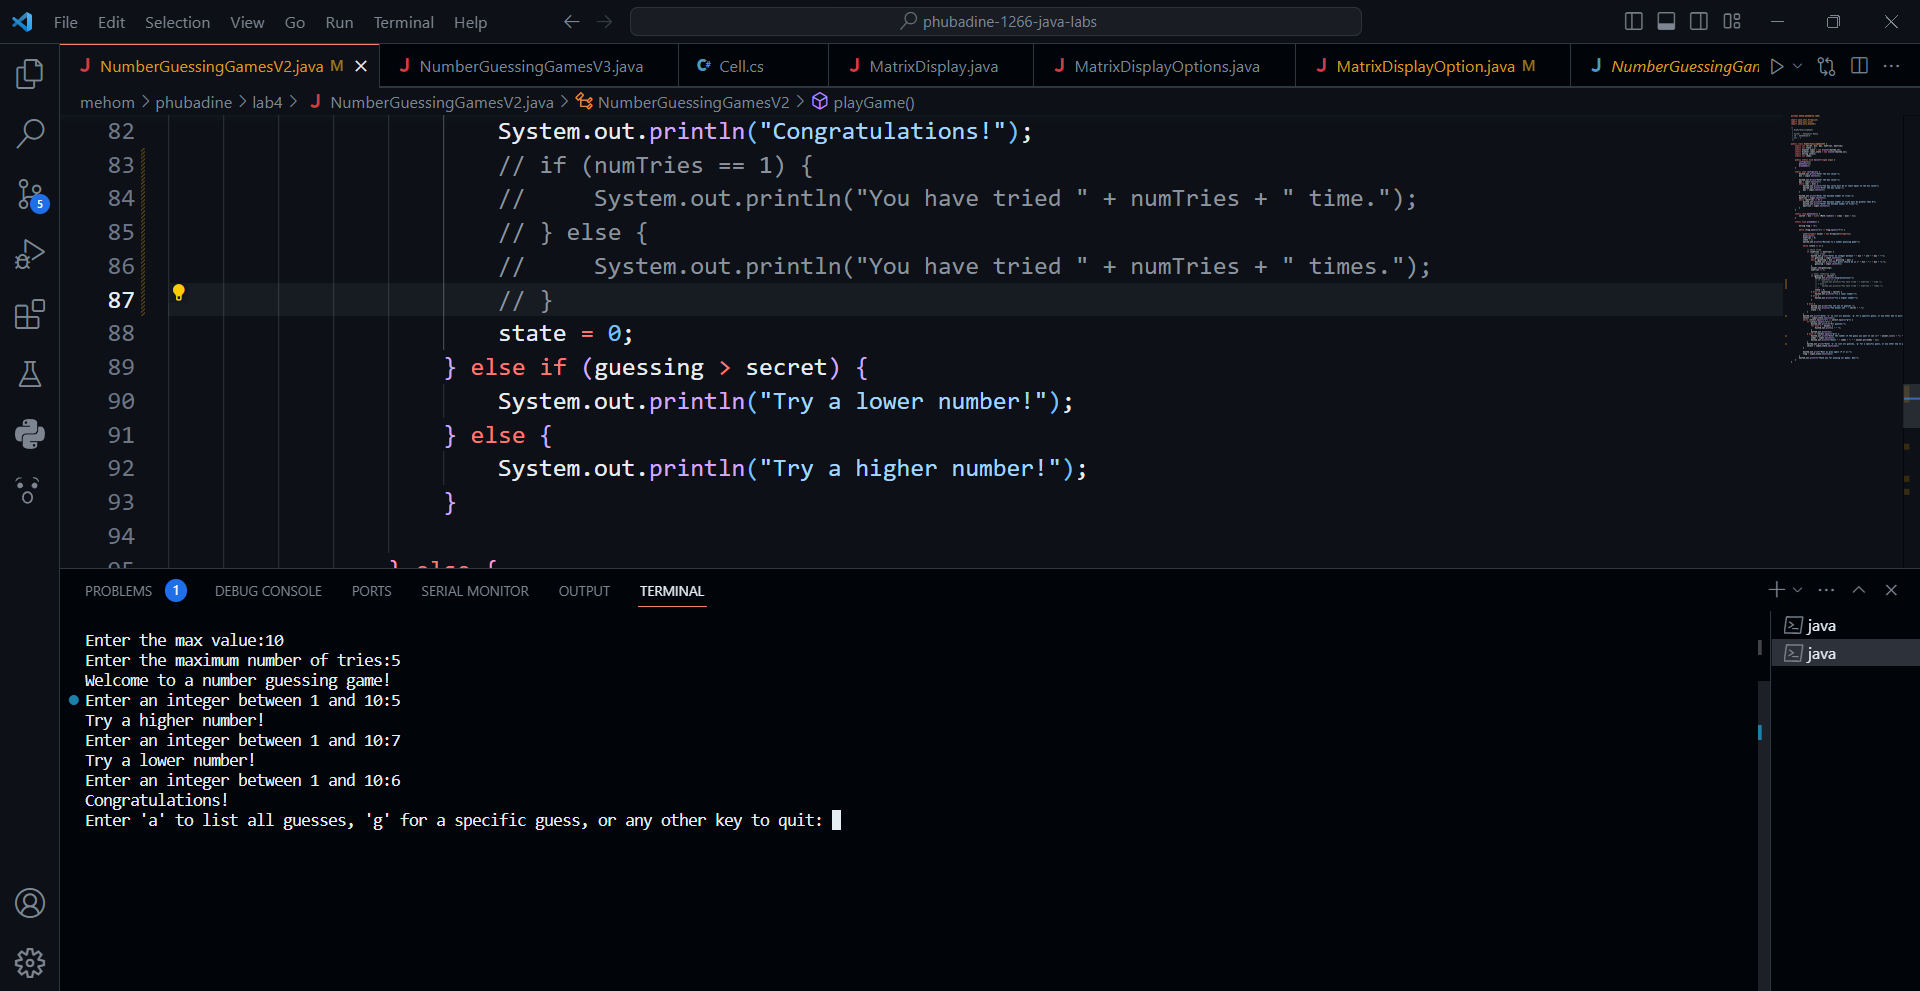 File Edit Selection View Go Run Terminal Help
phubadine-1266-java-labs
NumberGuessingGamesV2.java M
NumberGuessingGamesV3.java
Cell.cs
MatrixDisplay.java
MatrixDisplayOptions.java
MatrixDisplayOption.java M
NumberGuessingGan
mehom > phubadine > lab4 > NumberGuessingGamesV2.java > NumberGuessingGamesV2 > playGame()
82 System.out.println("Congratulations!");
83 // if (numTries == 1) {
84 //     System.out.println("You have tried " + numTries + " time.");
85 // } else {
86 //     System.out.println("You have tried " + numTries + " times.");
87 // }
88 state = 0;
89 } else if (guessing > secret) {
90 System.out.println("Try a lower number!");
91 } else {
92 System.out.println("Try a higher number!");
93 }
94
95 } else {
5
PROBLEMS 1 DEBUG CONSOLE PORTS SERIAL MONITOR OUTPUT TERMINAL
Enter the max value:10
Enter the maximum number of tries:5
Welcome to a number guessing game!
Enter an integer between 1 and 10:5
Try a higher number!
Enter an integer between 1 and 10:7
Try a lower number!
Enter an integer between 1 and 10:6
Congratulations!
Enter 'a' to list all guesses, 'g' for a specific guess, or any other key to quit:
java
java